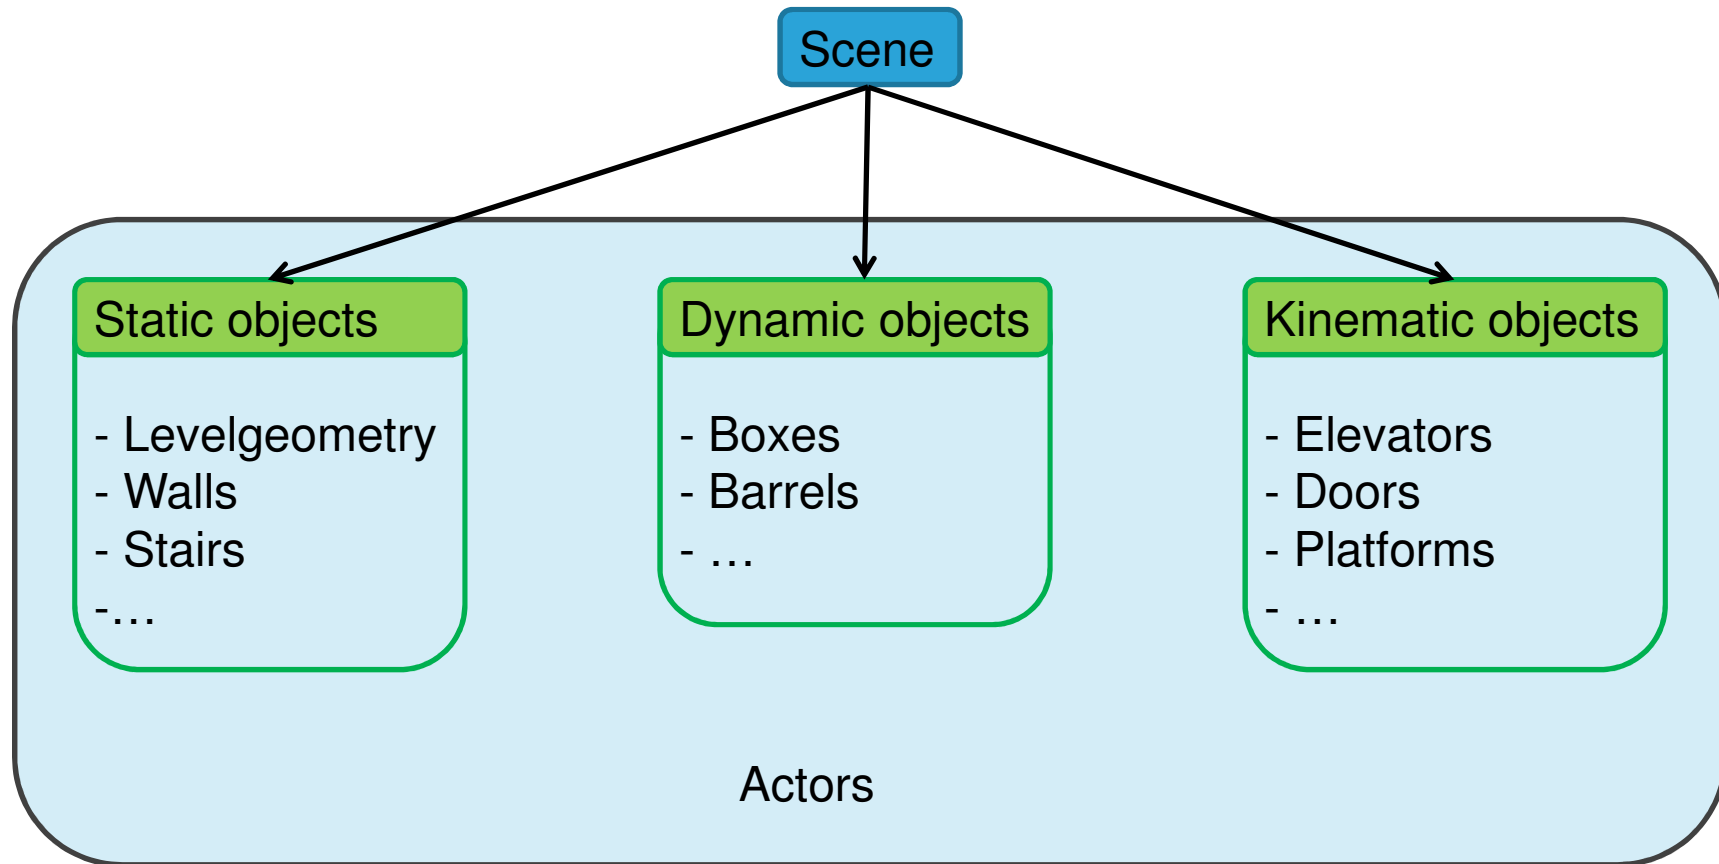 Scene
Static objects
- Levelgeometry
- Walls
- Stairs
-…
Dynamic objects
- Boxes
- Barrels
- …
Kinematic objects
- Elevators
- Doors
- Platforms
- …
Actors